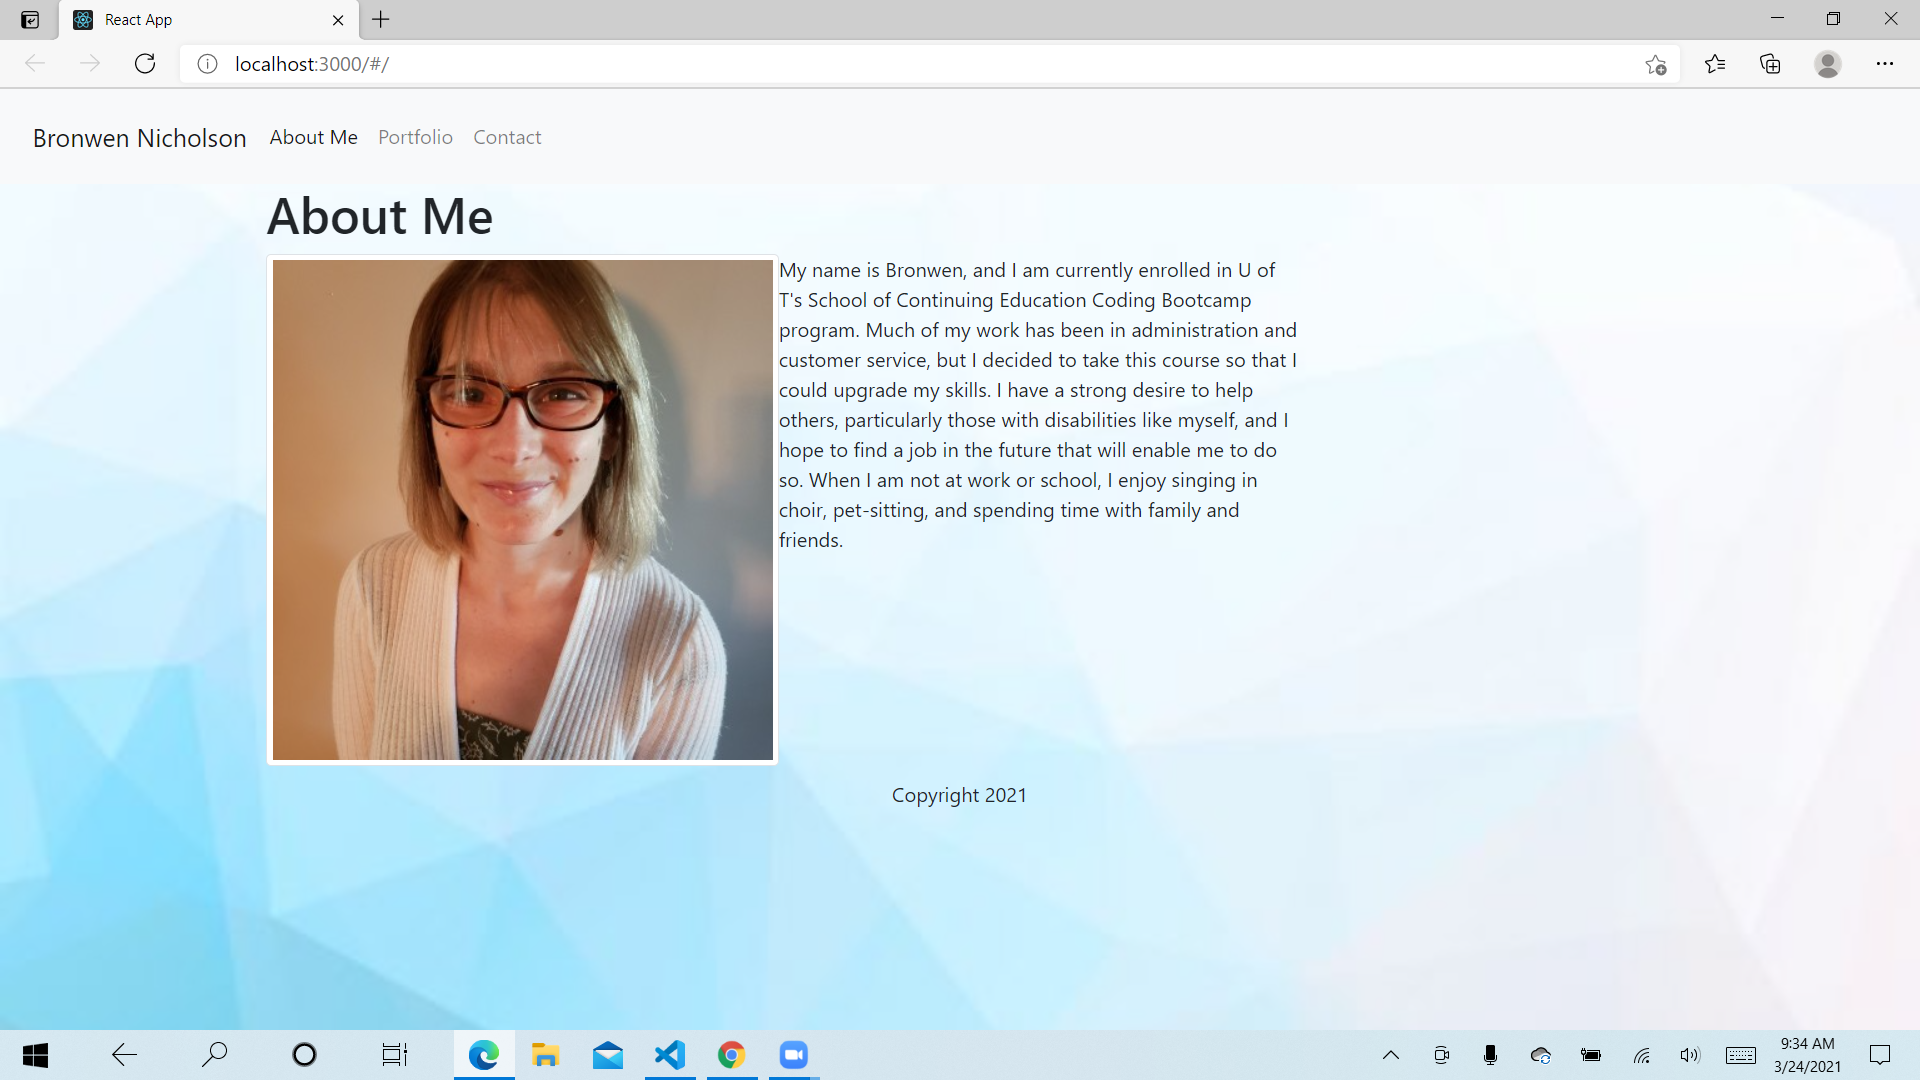 React App
localhost:3000/#/
Bronwen Nicholson About Me Portfolio Contact
About Me
My name is Bronwen, and I am currently enrolled in U of
T's School of Continuing Education Coding Bootcamp
program. Much of my work has been in administration and
customer service, but I decided to take this course so that I
could upgrade my skills. I have a strong desire to help
others, particularly those with disabilities like myself, and I
hope to find a job in the future that will enable me to do
so. When I am not at work or school, I enjoy singing in
choir, pet-sitting, and spending time with family and
friends.
Copyright 2021
9:34 AM
3/24/2021